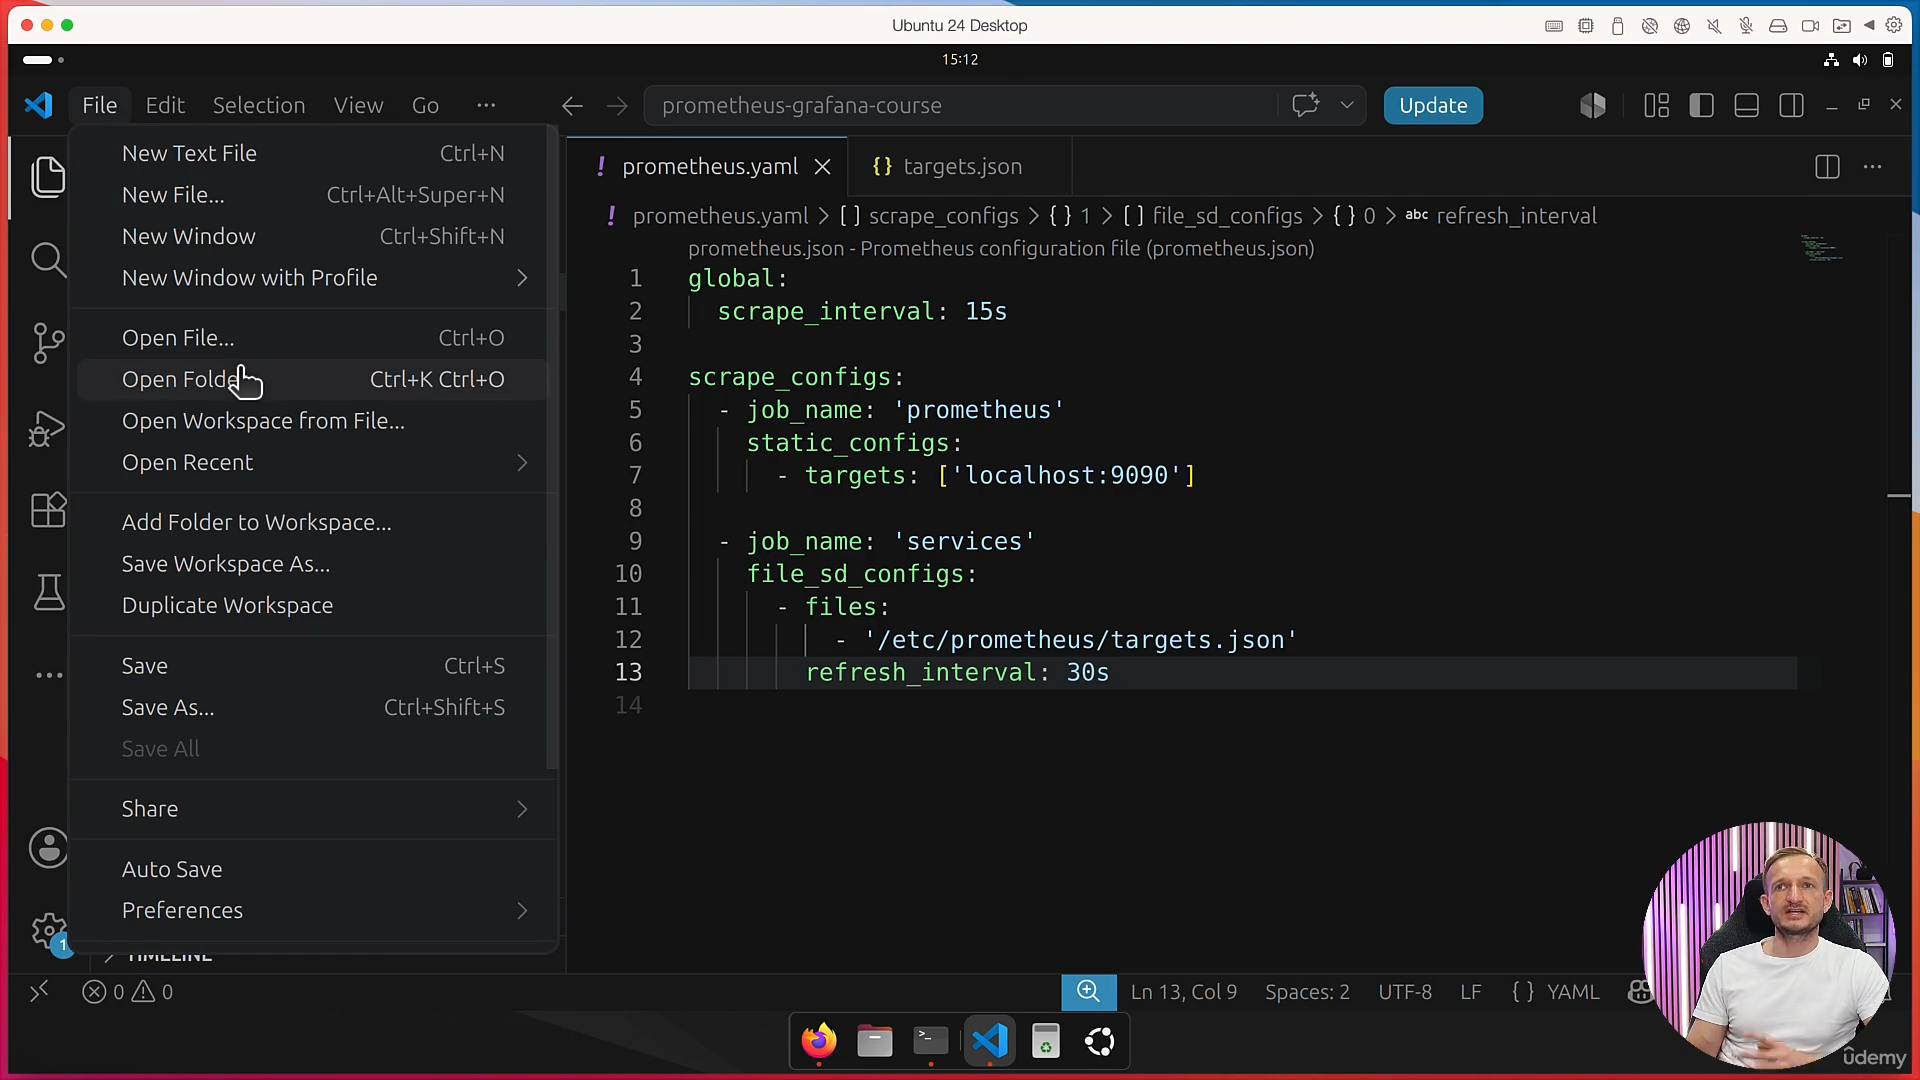 Ubuntu 24 Desktop
15:12
File Edit Selection View Go ···
prometheus-grafana-course
Update
New Text File Ctrl+N
New File... Ctrl+Alt+Super+N
New Window Ctrl+Shift+N
New Window with Profile
Open File... Ctrl+O
Open Folde Ctrl+K Ctrl+O
Open Workspace from File...
Open Recent
Add Folder to Workspace...
Save Workspace As...
Duplicate Workspace
Save Ctrl+S
Save As... Ctrl+Shift+S
Save All
Share
Auto Save
Preferences
TIMELINE
1
! prometheus.yaml
{} targets.json
! prometheus.yaml > [ ] scrape_configs > { } 1 > [ ] file_sd_configs > { } 0 > abc refresh_interval
prometheus.json - Prometheus configuration file (prometheus.json)
1 global:
2 scrape_interval: 15s
3
4 scrape_configs:
5 - job_name: 'prometheus'
6 static_configs:
7 - targets: ['localhost:9090']
8
9 - job_name: 'services'
10 file_sd_configs:
11 - files:
12 - '/etc/prometheus/targets.json'
13 refresh_interval: 30s
14
0 0
Ln 13, Col 9 Spaces: 2 UTF-8 LF { } YAML
udemy